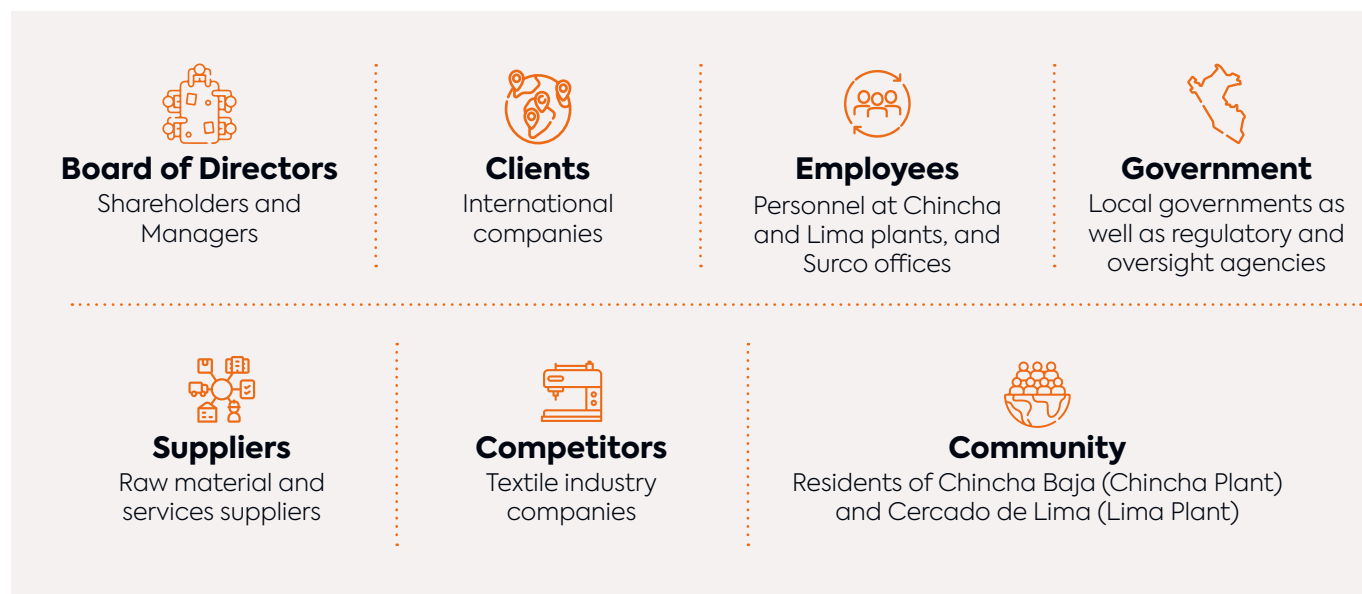 Board of Directors
Shareholders and
Managers
Clients
International
companies
Employees
Personnel at Chincha
and Lima plants, and
Surco offices
Government
Local governments as
well as regulatory and
oversight agencies
Suppliers
Raw material and
services suppliers
Competitors
Textile industry
companies
Community
Residents of Chincha Baja (Chincha Plant)
and Cercado de Lima (Lima Plant)